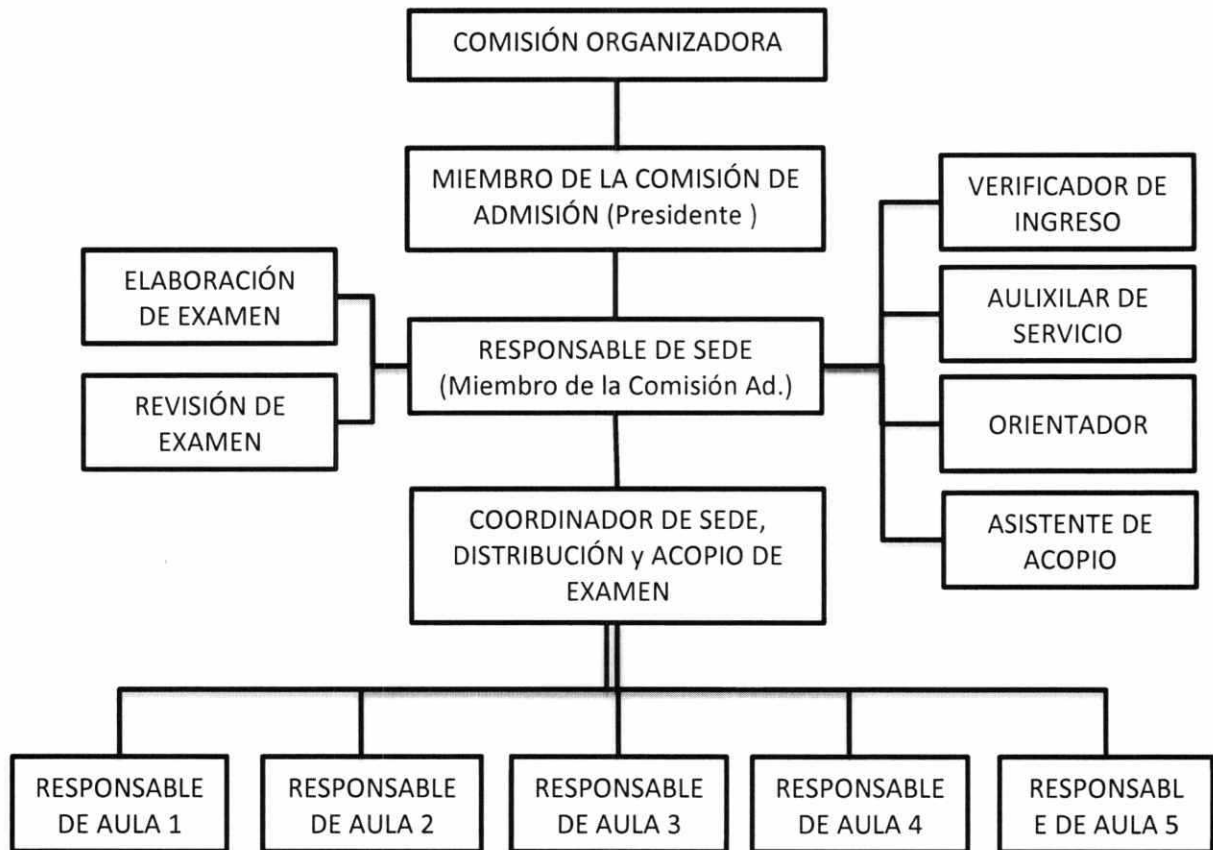 COMISIÓN ORGANIZADORA
MIEMBRO DE LA COMISIÓN DE
ADMISIÓN (Presidente )
VERIFICADOR DE
INGRESO
ELABORACIÓN
DE EXAMEN
AULIXILAR DE
SERVICIO
RESPONSABLE DE SEDE
(Miembro de la Comisión Ad.)
REVISIÓN DE
EXAMEN
ORIENTADOR
COORDINADOR DE SEDE,
DISTRIBUCIÓN y ACOPIO DE
EXAMEN
ASISTENTE DE
ACOPIO
RESPONSABLE
DE AULA 1
RESPONSABLE
DE AULA 2
RESPONSABLE
DE AULA 3
RESPONSABLE
DE AULA 4
RESPONSABL
E DE AULA 5